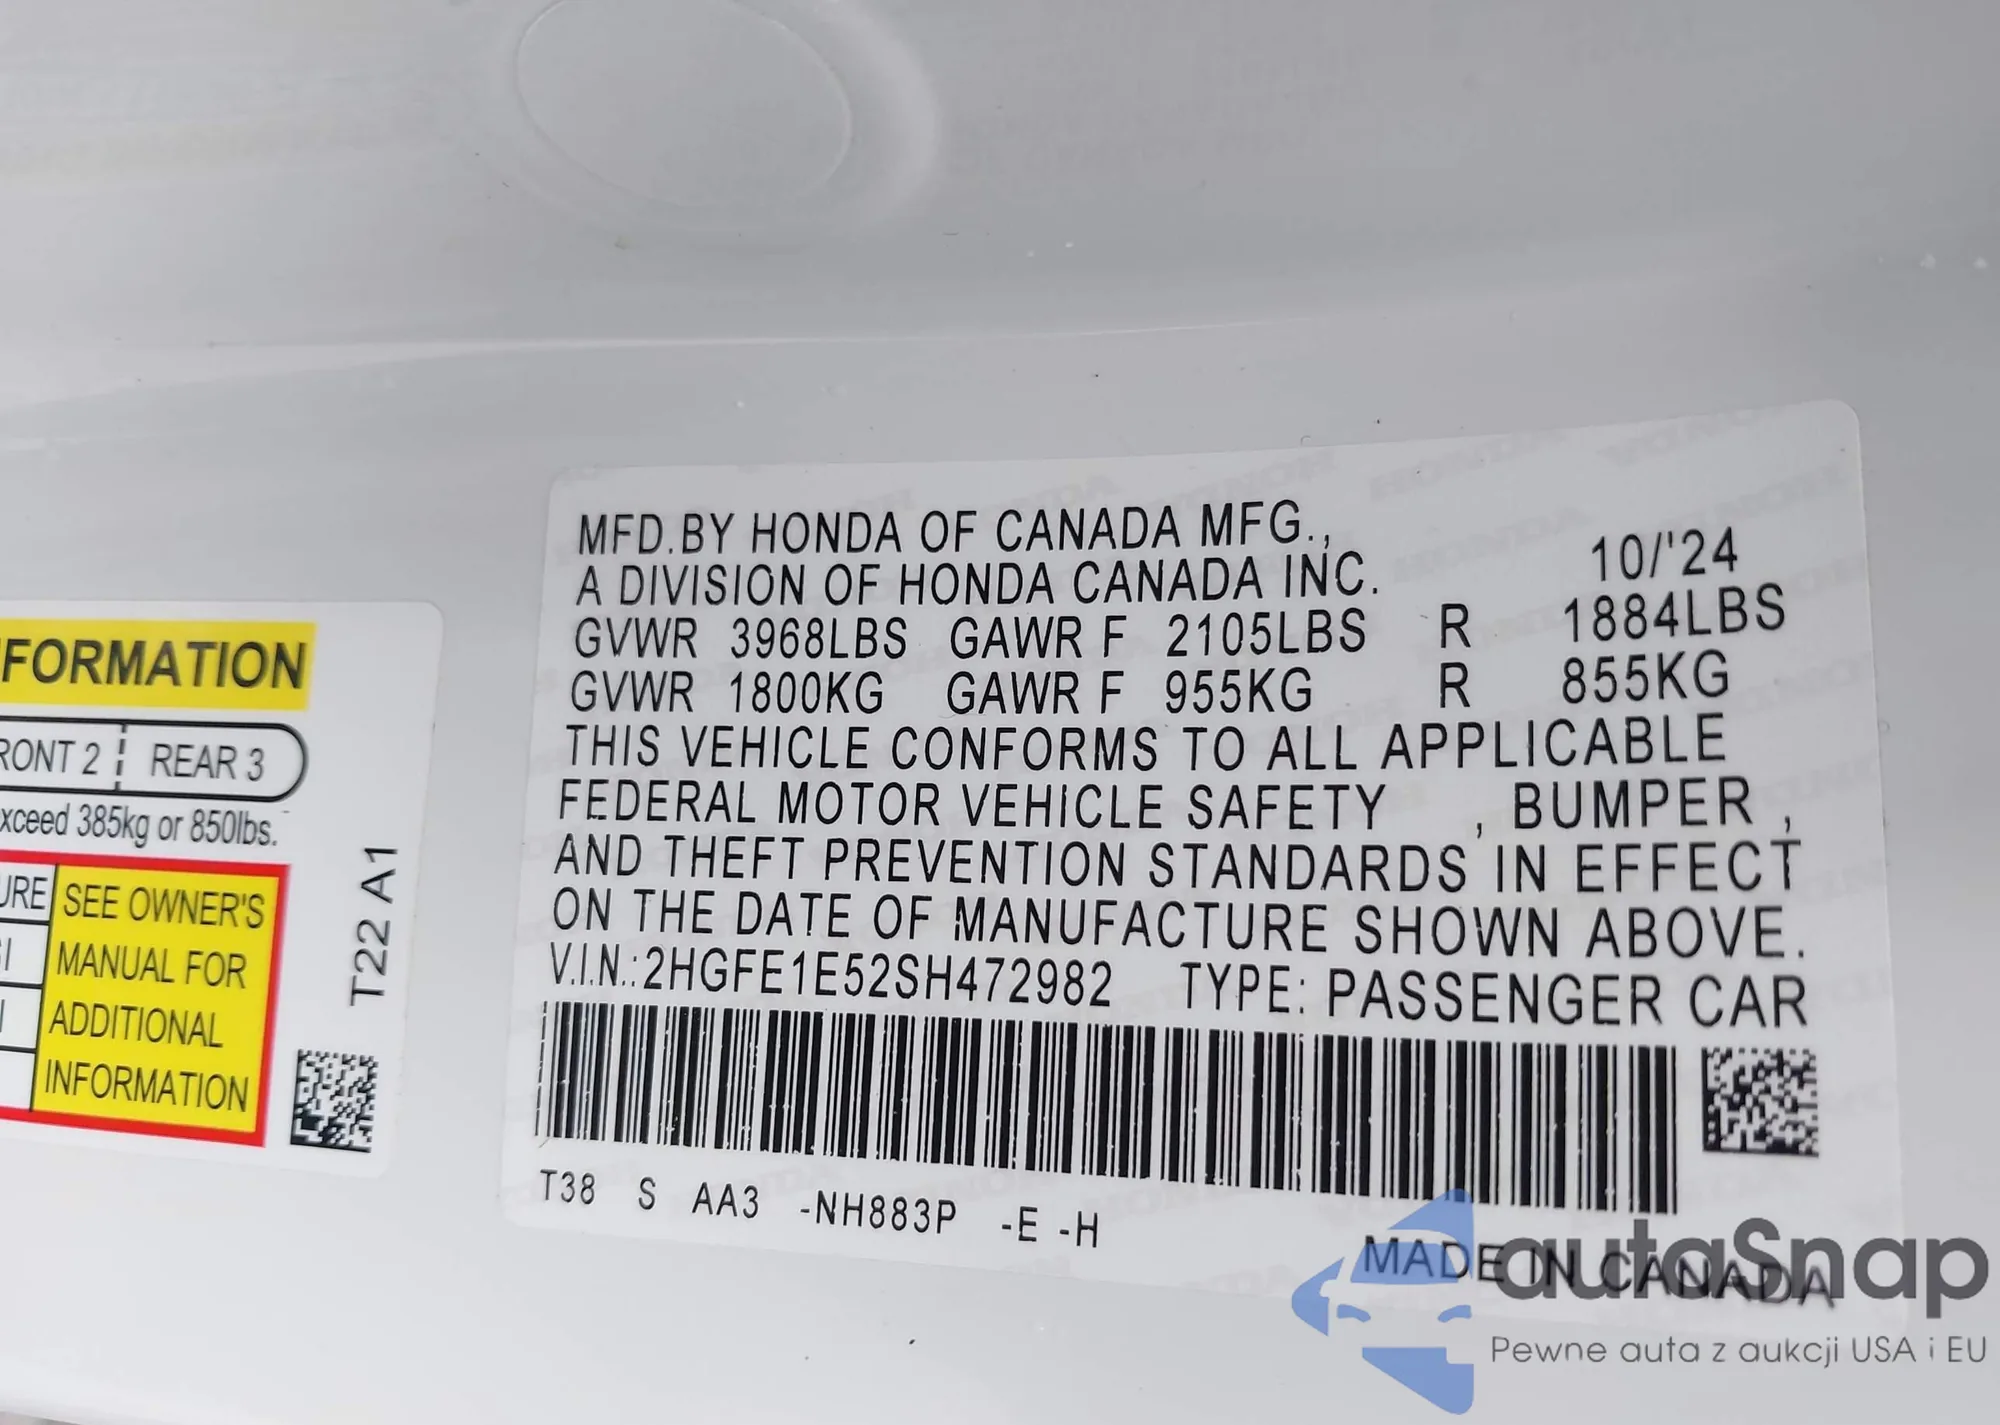 FORMATION
RONT 2 REAR 3
xceed 385kg or 850lbs.
URE
SEE OWNER'S
MANUAL FOR
ADDITIONAL
INFORMATION
T22 A1
MFD.BY HONDA OF CANADA MFG., 10/'24
A DIVISION OF HONDA CANADA INC.
GVWR 3968LBS GAWR F 2105LBS R 1884LBS
GVWR 1800KG GAWR F 955KG R 855KG
THIS VEHICLE CONFORMS TO ALL APPLICABLE
FEDERAL MOTOR VEHICLE SAFETY , BUMPER ,
AND THEFT PREVENTION STANDARDS IN EFFECT
ON THE DATE OF MANUFACTURE SHOWN ABOVE.
V.I.N.:2HGFE1E52SH472982 TYPE: PASSENGER CAR
T38 S AA3 -NH883P -E -H
MADE IN CANADA
autoSnap
Pewne auta z aukcji USA i EU